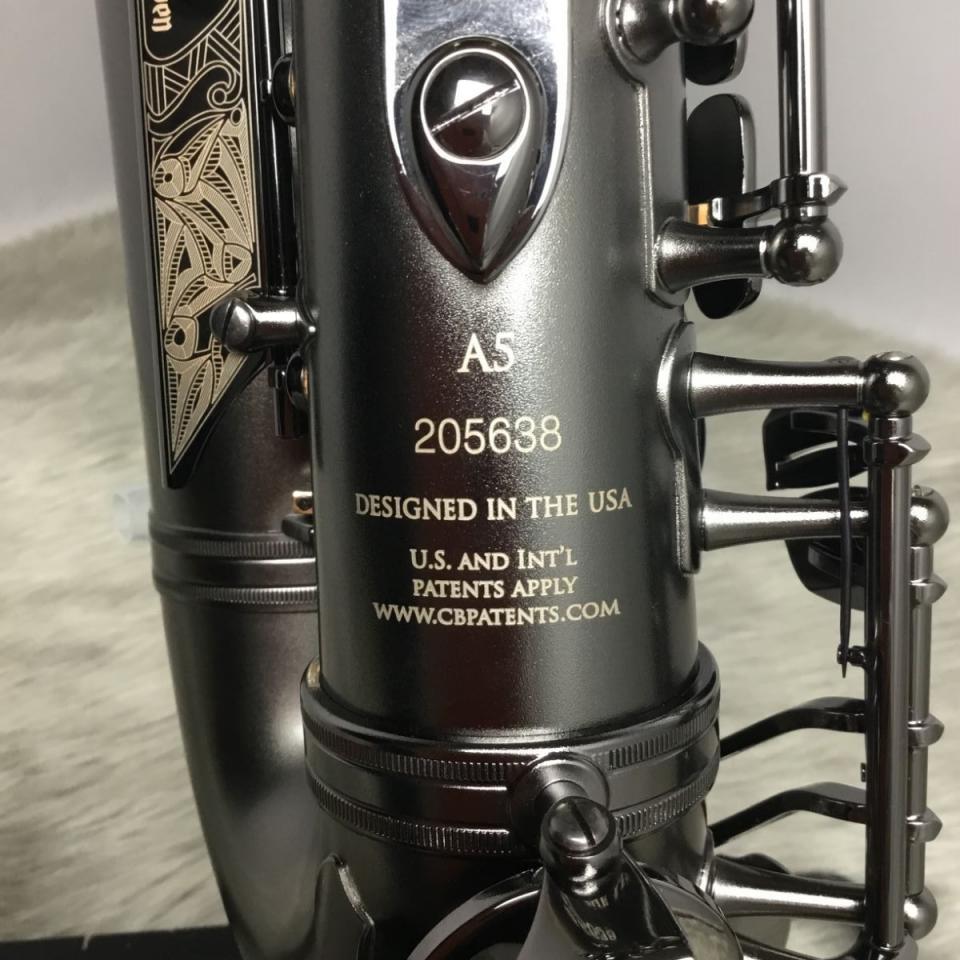 A5
205638
DESIGNED IN THE USA
U.S. AND INT'L
PATENTS APPLY
WWW.CBPATENTS.COM